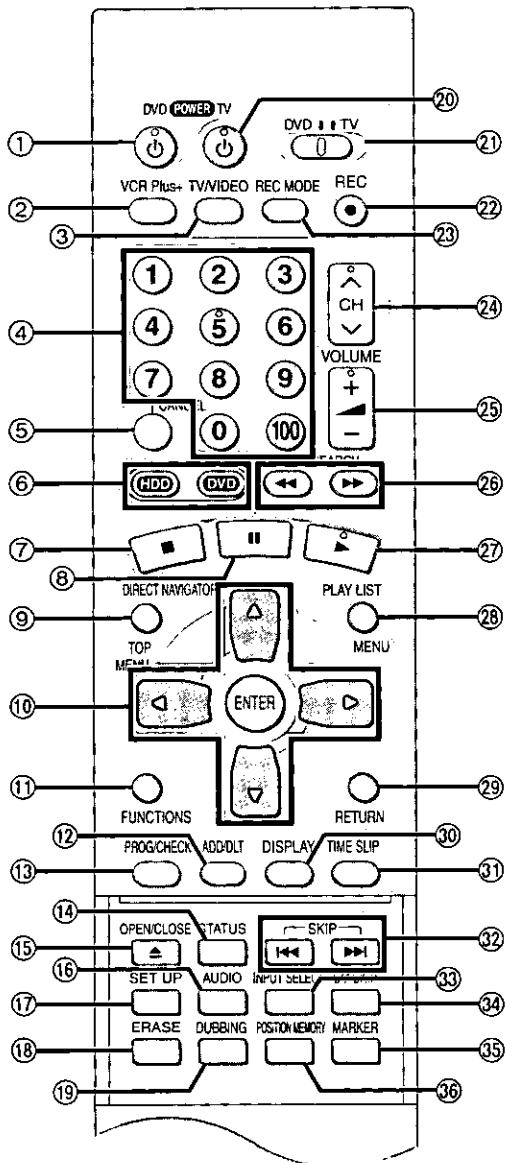 DVD POWER TV
⑳
①
DVD TV
㉑
VCR Plus+ TV/VIDEO REC MODE REC
②
③
㉓
㉒
1 2 3
④
4 5 6
CH
㉔
7 8 9
VOLUME
+
−
㉕
⑤
CANCEL
0 100
⑥
HDD DVD
㉖
⑦
⑧
㉗
DIRECT NAVIGATOR
PLAY LIST
⑨
㉘
TOP
MENU
MENU
⑩
ENTER
⑪
㉙
FUNCTIONS
RETURN
⑫
㉚
PROG/CHECK ADD/DLT DISPLAY TIME SLIP
⑬
㉛
⑭
OPEN/CLOSE STATUS
SKIP
㉜
⑮
⑯
㉝
SET UP AUDIO
⑰
㉞
ERASE DUBBING POSITION MEMORY MARKER
⑱
㉟
⑲
㊱